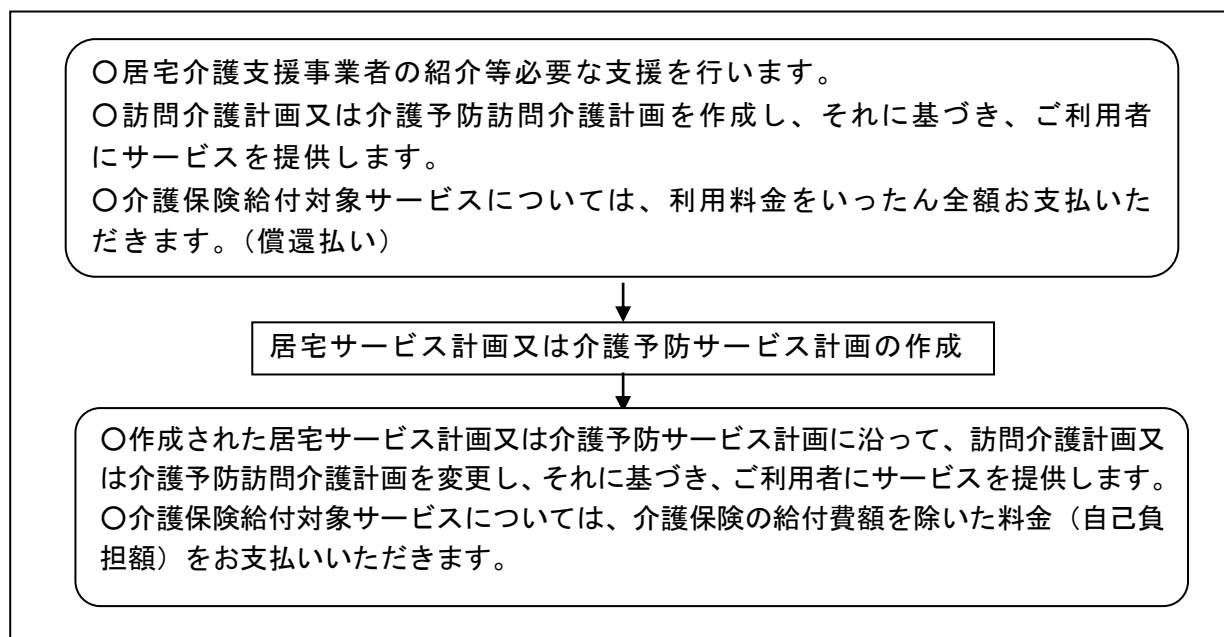 〇居宅介護支援事業者の紹介等必要な支援を行います。
〇訪問介護計画又は介護予防訪問介護計画を作成し、それに基づき、ご利用者
にサービスを提供します。
〇介護保険給付対象サービスについては、利用料金をいったん全額お支払いた
だきます。（償還払い）
居宅サービス計画又は介護予防サービス計画の作成
〇作成された居宅サービス計画又は介護予防サービス計画に沿って、訪問介護計画又
は介護予防訪問介護計画を変更し、それに基づき、ご利用者にサービスを提供します。
〇介護保険給付対象サービスについては、介護保険の給付費額を除いた料金（自己負
担額）をお支払いいただきます。